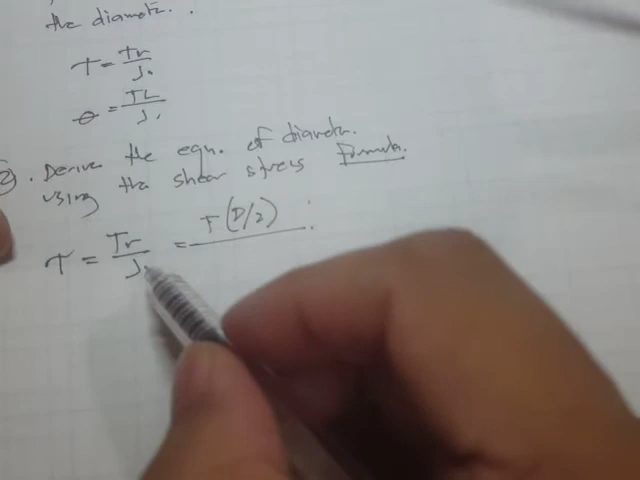 the diameter.
τ = Tr/J.
θ = TL/J.
2. Derive the eqn. of diameter.
using the shear stress formula.
τ = Tr/J. = T(D/2)